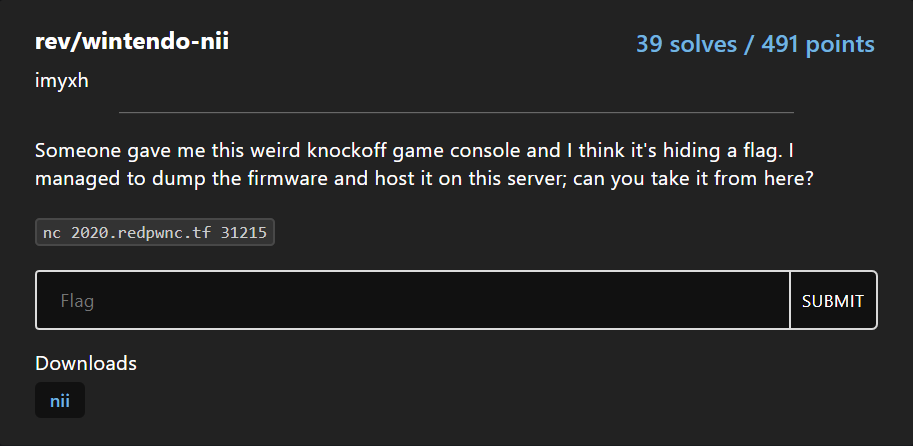 rev/wintendo-nii
39 solves / 491 points
imyxh
Someone gave me this weird knockoff game console and I think it's hiding a flag. I
managed to dump the firmware and host it on this server; can you take it from here?
nc 2020.redpwnc.tf 31215
Flag
SUBMIT
Downloads
nii